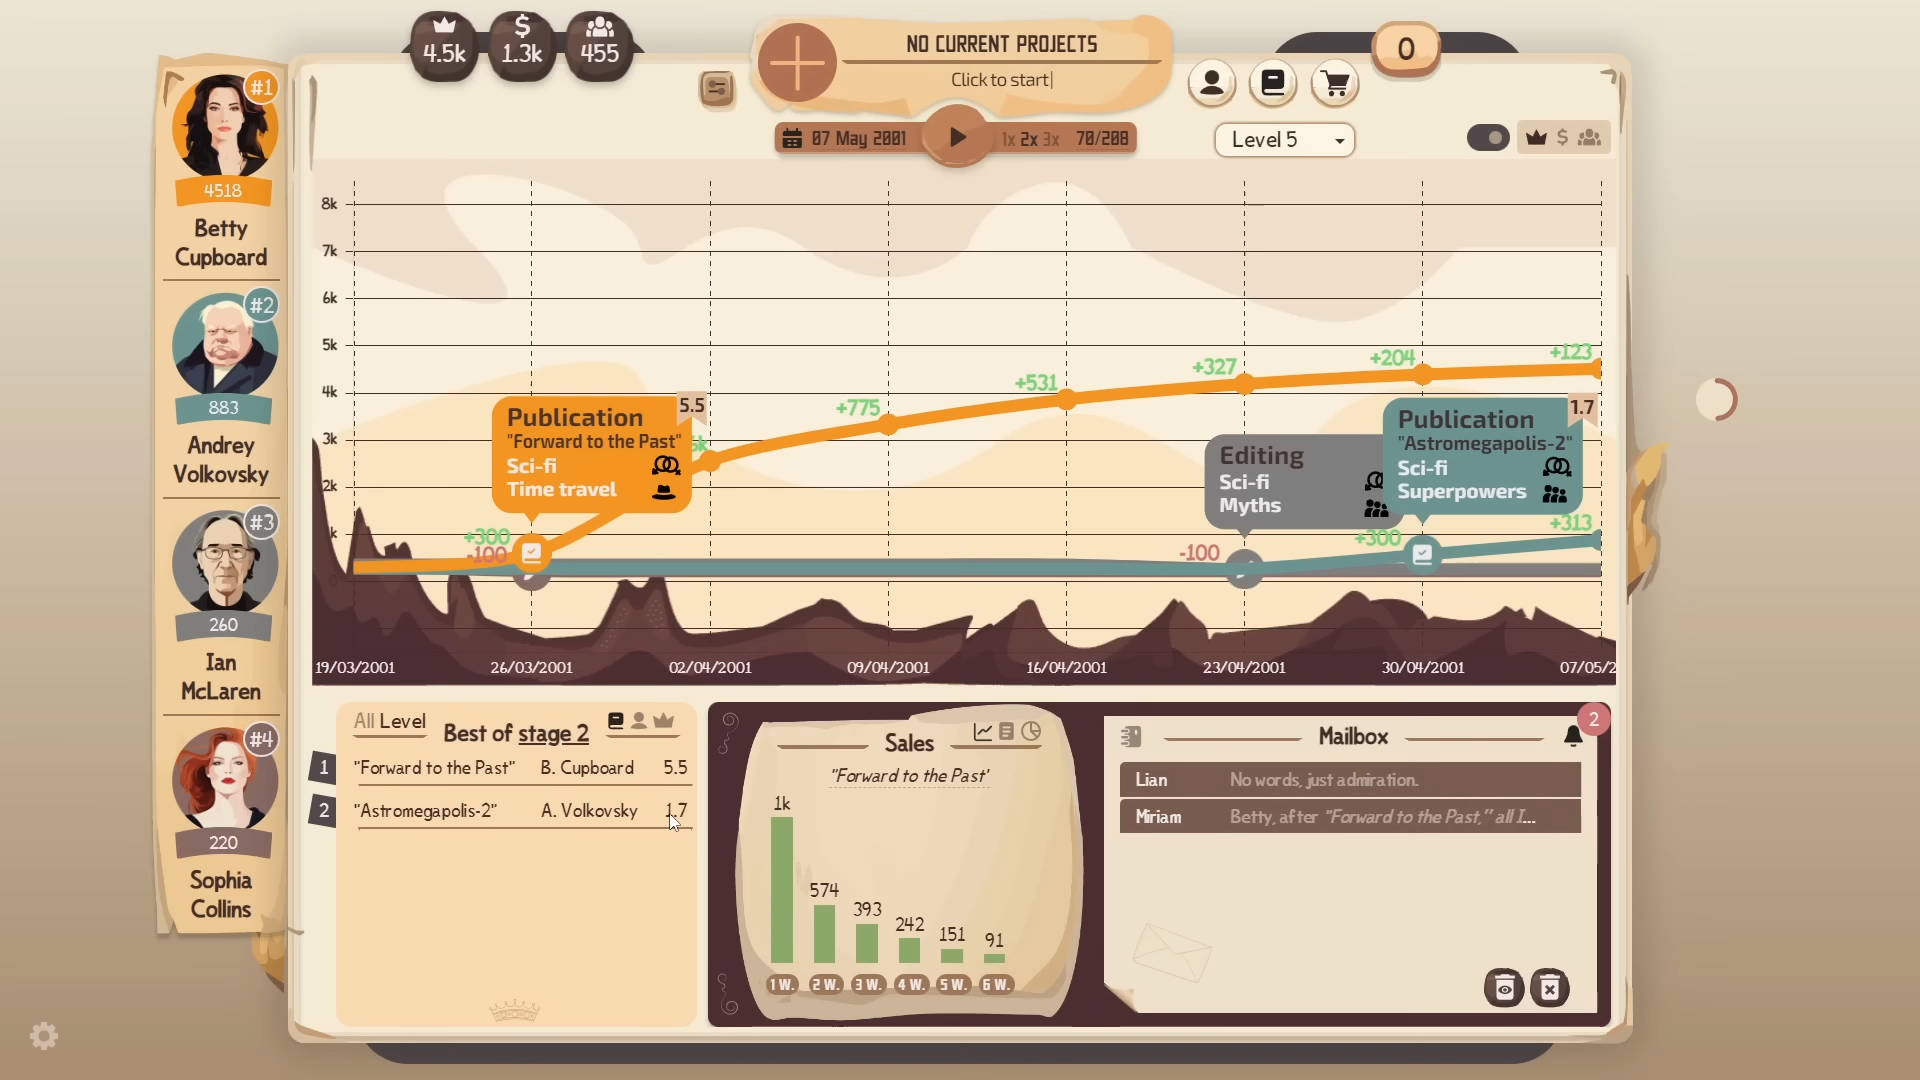 4.5k
1.3k
455
NO CURRENT PROJECTS
Click to start
0
07 May 2001
1x 2x 3x
70/208
Level 5
$
#1
4518
Betty
Cupboard
#2
883
Andrey
Volkovsky
#3
260
Ian
McLaren
#4
220
Sophia
Collins
8k
7k
6k
5k
4k
3k
2k
+775
+531
+327
+204
+123
Publication
5.5
"Forward to the Past"
Sci-fi
Time travel
+300
-100
Editing
Sci-fi
Myths
-100
Publication
1.7
"Astromegapolis-2"
Sci-fi
Superpowers
+300
+313
19/03/2001
26/03/2001
02/04/2001
09/04/2001
16/04/2001
23/04/2001
30/04/2001
07/05/2
All Level
Best of stage 2
1 "Forward to the Past" B. Cupboard 5.5
2 "Astromegapolis-2" A. Volkovsky 1.7
Sales
"Forward to the Past"
1k
574
393
242
151
91
1 W. 2 W. 3 W. 4 W. 5 W. 6 W.
Mailbox
2
Lian No words, just admiration.
Miriam Betty, after "Forward to the Past," all I...